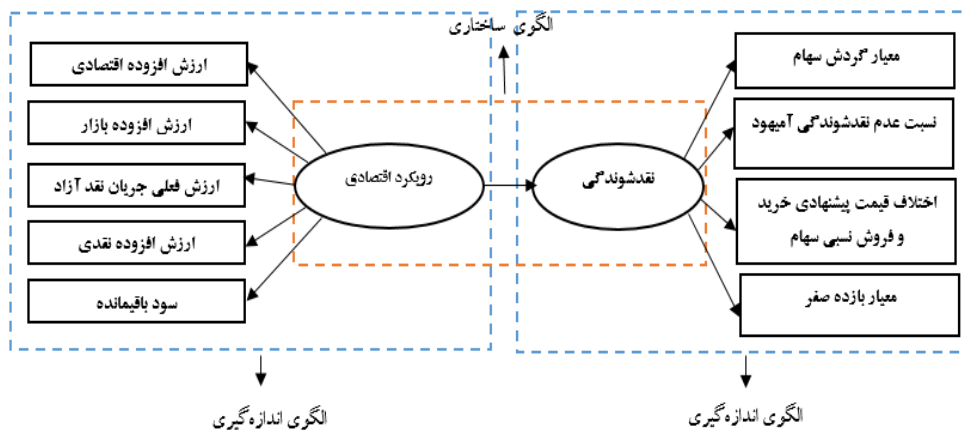 الگوی ساختاری
معیار گردش سهام
نسبت عدم نقدشوندگی آمیهود
اختلاف قیمت پیشنهادی خرید
و فروش نسبی سهام
معیار بازده صفر
نقدشوندگی
رویکرد اقتصادی
ارزش افزوده اقتصادی
ارزش افزوده بازار
ارزش فعلی جریان نقد آزاد
ارزش افزوده نقدی
سود باقیمانده
الگوی اندازه‌گیری
الگوی اندازه‌گیری